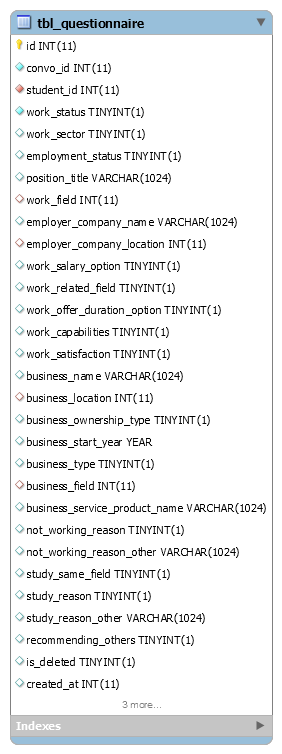 tbl_questionnaire
id INT(11)
convo_id INT(11)
student_id INT(11)
work_status TINYINT(1)
work_sector TINYINT(1)
employment_status TINYINT(1)
position_title VARCHAR(1024)
work_field INT(11)
employer_company_name VARCHAR(1024)
employer_company_location INT(11)
work_salary_option TINYINT(1)
work_related_field TINYINT(1)
work_offer_duration_option TINYINT(1)
work_capabilities TINYINT(1)
work_satisfaction TINYINT(1)
business_name VARCHAR(1024)
business_location INT(11)
business_ownership_type TINYINT(1)
business_start_year YEAR
business_type TINYINT(1)
business_field INT(11)
business_service_product_name VARCHAR(1024)
not_working_reason TINYINT(1)
not_working_reason_other VARCHAR(1024)
study_same_field TINYINT(1)
study_reason TINYINT(1)
study_reason_other VARCHAR(1024)
recommending_others TINYINT(1)
is_deleted TINYINT(1)
created_at INT(11)
3 more...
Indexes